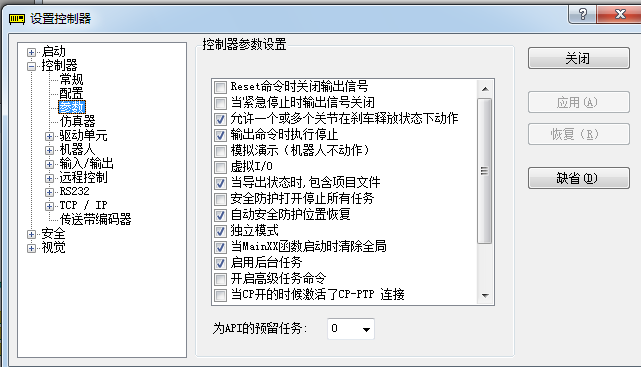 设置控制器
启动
控制器
常规
配置
参数
仿真器
驱动单元
机器人
输入/输出
远程控制
RS232
TCP / IP
传送带编码器
安全
视觉
控制器参数设置
Reset命令时关闭输出信号
当紧急停止时输出信号关闭
允许一个或多个关节在刹车释放状态下动作
输出命令时执行停止
模拟演示（机器人不动作）
虚拟I/O
当导出状态时,包含项目文件
安全防护打开停止所有任务
自动安全防护位置恢复
独立模式
当MainXX函数启动时清除全局
启用后台任务
开启高级任务命令
当CP开的时候激活了CP-PTP 连接
为API的预留任务:
0
关闭
应用(A)
恢复(R)
缺省(D)